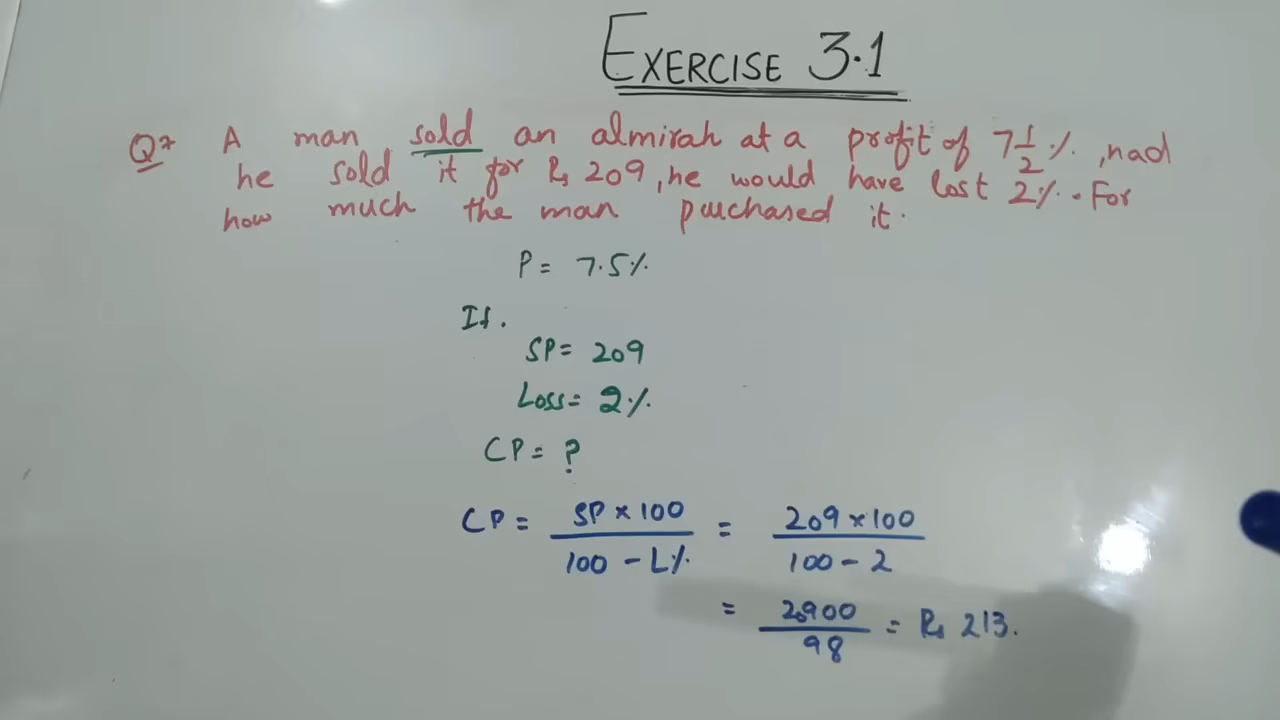 EXERCISE 3.1
Q7 A man sold an almirah at a profit of 7 1/2 %, had
he sold it for Rs 209, he would have lost 2%. For
how much the man purchased it.
P = 7.5%
If.
SP = 209
Loss = 2%
CP = ?
CP = SP × 100 / 100 - L% = 209 × 100 / 100 - 2
= 20900 / 98 = Rs 213.